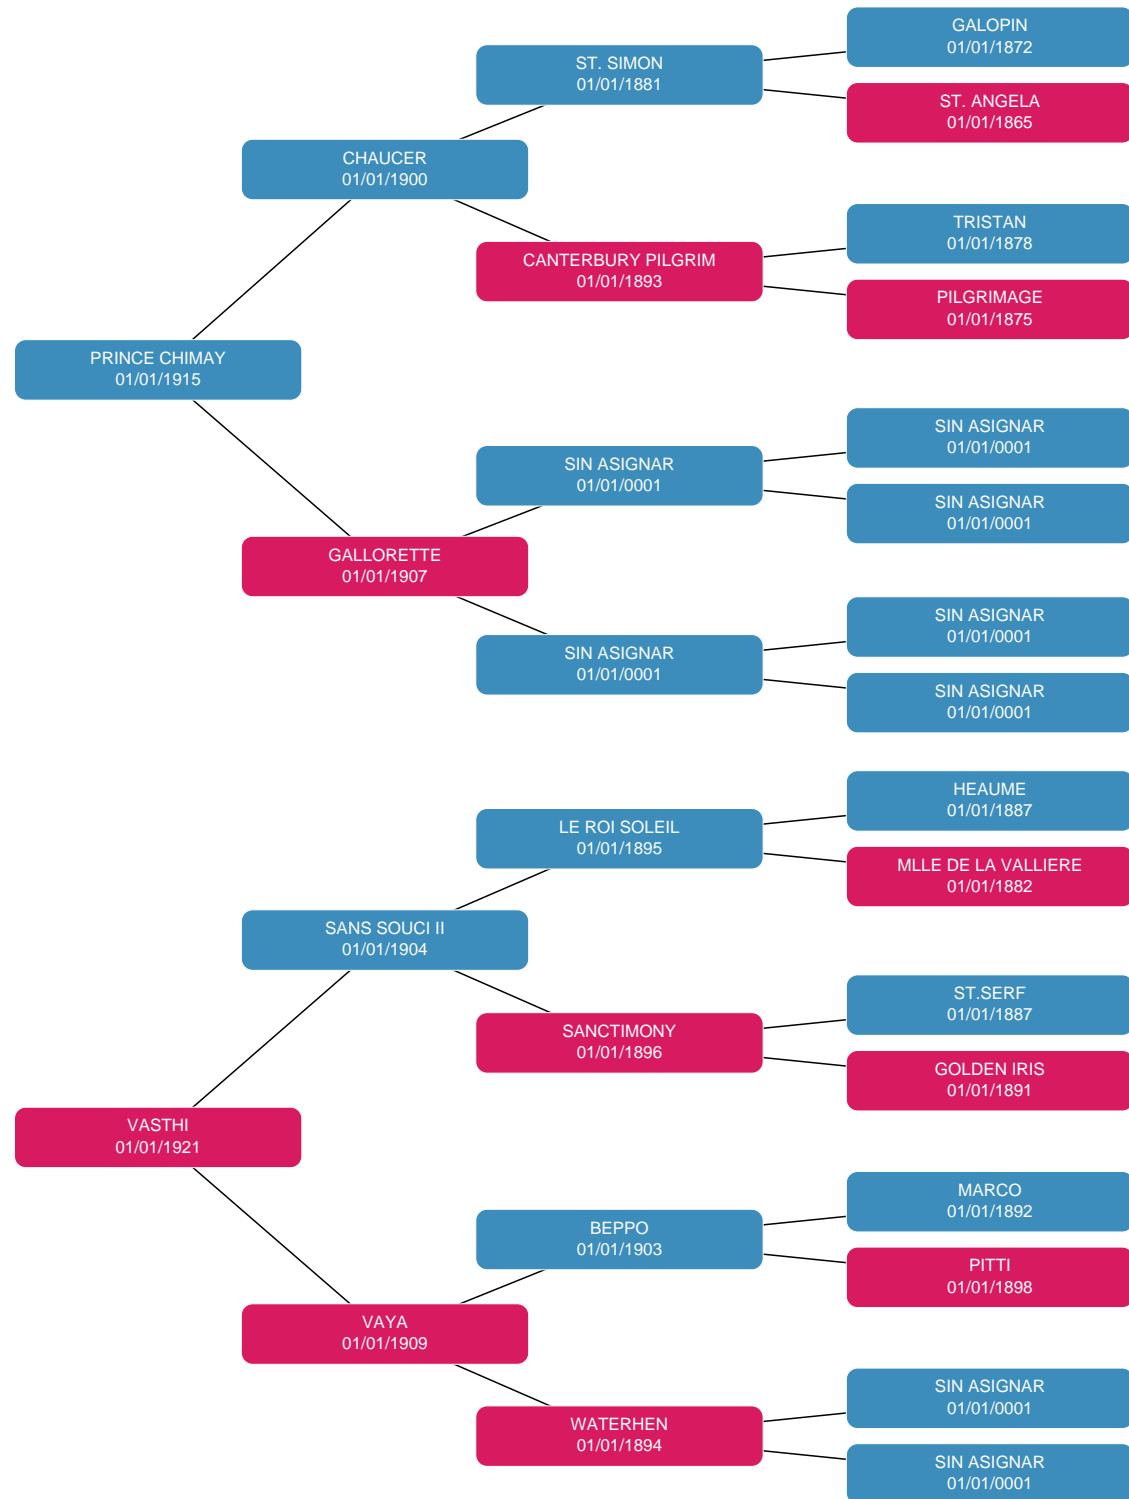 GALOPIN
01/01/1872
ST. SIMON
01/01/1881
ST. ANGELA
01/01/1865
CHAUCER
01/01/1900
TRISTAN
01/01/1878
CANTERBURY PILGRIM
01/01/1893
PILGRIMAGE
01/01/1875
PRINCE CHIMAY
01/01/1915
SIN ASIGNAR
01/01/0001
SIN ASIGNAR
01/01/0001
SIN ASIGNAR
01/01/0001
GALLORETTE
01/01/1907
SIN ASIGNAR
01/01/0001
SIN ASIGNAR
01/01/0001
SIN ASIGNAR
01/01/0001
HEAUME
01/01/1887
LE ROI SOLEIL
01/01/1895
MLLE DE LA VALLIERE
01/01/1882
SANS SOUCI II
01/01/1904
ST.SERF
01/01/1887
SANCTIMONY
01/01/1896
GOLDEN IRIS
01/01/1891
VASTHI
01/01/1921
MARCO
01/01/1892
BEPPO
01/01/1903
PITTI
01/01/1898
VAYA
01/01/1909
SIN ASIGNAR
01/01/0001
WATERHEN
01/01/1894
SIN ASIGNAR
01/01/0001